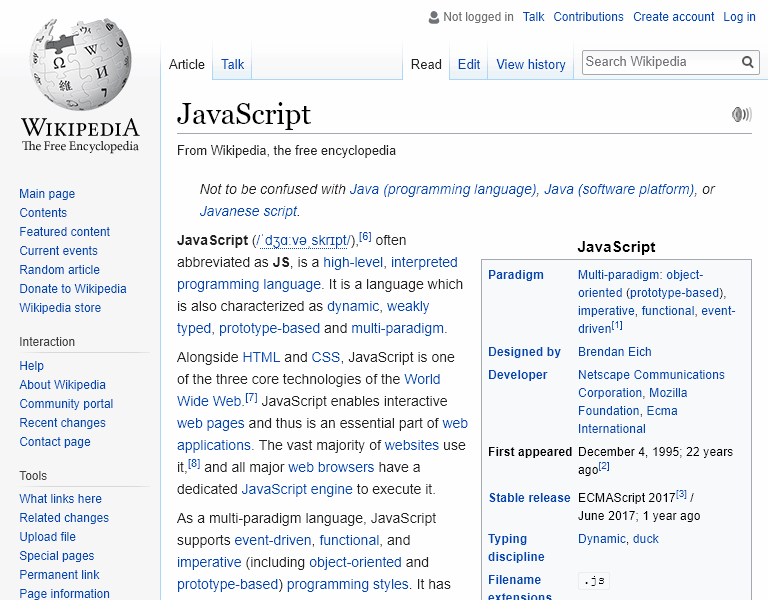 Not logged in Talk Contributions Create account Log in
Article Talk Read Edit View history Search Wikipedia
WIKIPEDIA
The Free Encyclopedia
Main page
Contents
Featured content
Current events
Random article
Donate to Wikipedia
Wikipedia store
Interaction
Help
About Wikipedia
Community portal
Recent changes
Contact page
Tools
What links here
Related changes
Upload file
Special pages
Permanent link
Page information
JavaScript
From Wikipedia, the free encyclopedia
Not to be confused with Java (programming language), Java (software platform), or
Javanese script.
JavaScript (/ˈdʒɑːvəˌskrɪpt/),[6] often
abbreviated as JS, is a high-level, interpreted
programming language. It is a language which
is also characterized as dynamic, weakly
typed, prototype-based and multi-paradigm.
Alongside HTML and CSS, JavaScript is one
of the three core technologies of the World
Wide Web.[7] JavaScript enables interactive
web pages and thus is an essential part of web
applications. The vast majority of websites use
it,[8] and all major web browsers have a
dedicated JavaScript engine to execute it.
As a multi-paradigm language, JavaScript
supports event-driven, functional, and
imperative (including object-oriented and
prototype-based) programming styles. It has
JavaScript
Paradigm Multi-paradigm: object-
oriented (prototype-based),
imperative, functional, event-
driven[1]
Designed by Brendan Eich
Developer Netscape Communications
Corporation, Mozilla
Foundation, Ecma
International
First appeared December 4, 1995; 22 years
ago[2]
Stable release ECMAScript 2017[3] /
June 2017; 1 year ago
Typing Dynamic, duck
discipline
Filename .js
extensions